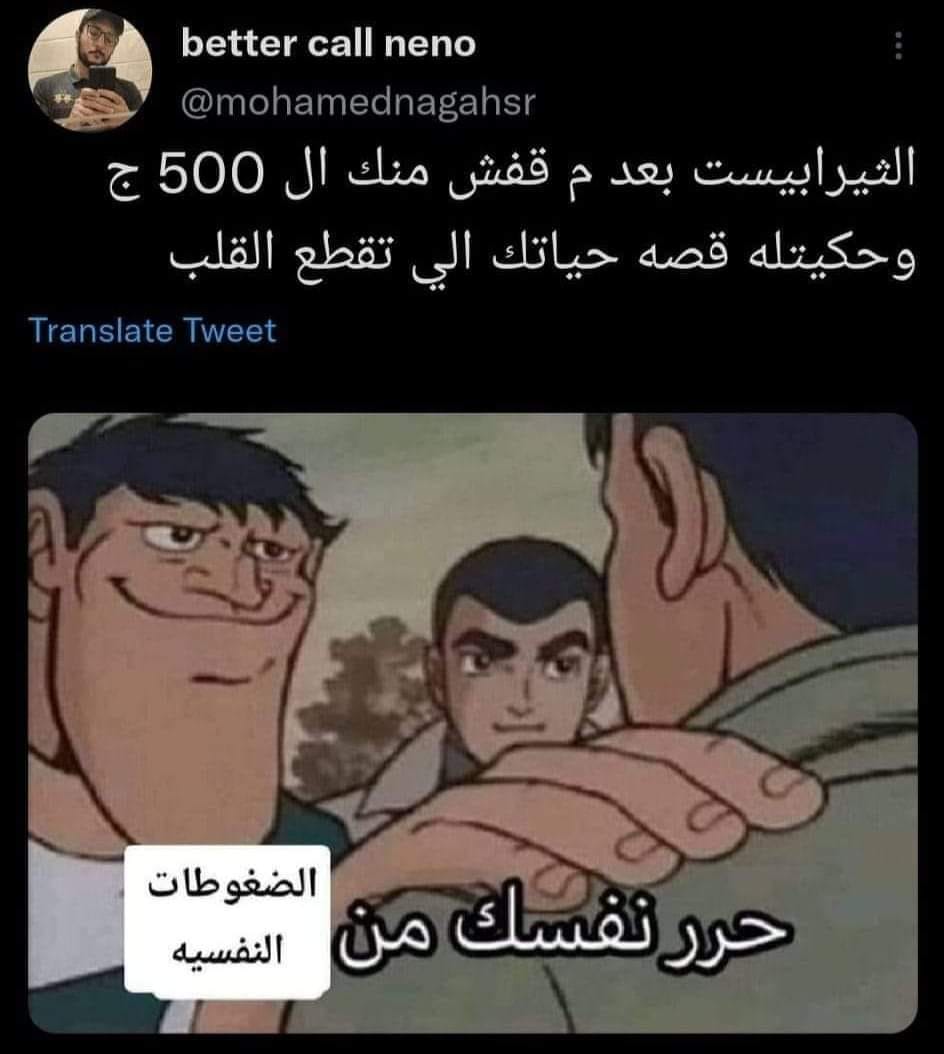 better call neno
@mohamednagahsr
الثيرابيست بعد م قفش منك ال 500 ج
وحكيتله قصه حياتك الي تقطع القلب
Translate Tweet
حرر نفسك من
الضغوطات
النفسيه